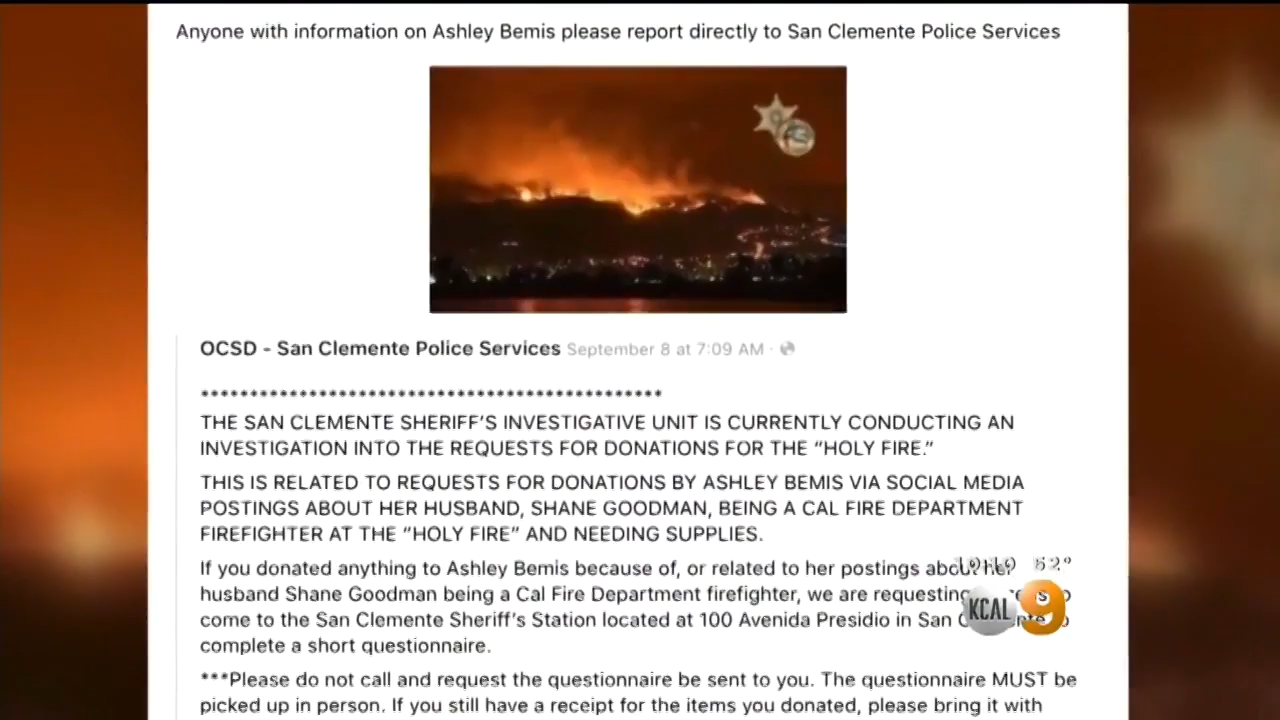 Anyone with information on Ashley Bemis please report directly to San Clemente Police Services
OCSD - San Clemente Police Services September 8 at 7:09 AM ·
***********************************************
THE SAN CLEMENTE SHERIFF'S INVESTIGATIVE UNIT IS CURRENTLY CONDUCTING AN
INVESTIGATION INTO THE REQUESTS FOR DONATIONS FOR THE “HOLY FIRE.”
THIS IS RELATED TO REQUESTS FOR DONATIONS BY ASHLEY BEMIS VIA SOCIAL MEDIA
POSTINGS ABOUT HER HUSBAND, SHANE GOODMAN, BEING A CAL FIRE DEPARTMENT
FIREFIGHTER AT THE “HOLY FIRE” AND NEEDING SUPPLIES.
If you donated anything to Ashley Bemis because of, or related to her postings about her
husband Shane Goodman being a Cal Fire Department firefighter, we are requesting
come to the San Clemente Sheriff's Station located at 100 Avenida Presidio in San
complete a short questionnaire.
***Please do not call and request the questionnaire be sent to you. The questionnaire MUST be
picked up in person. If you still have a receipt for the items you donated, please bring it with
KCAL 9